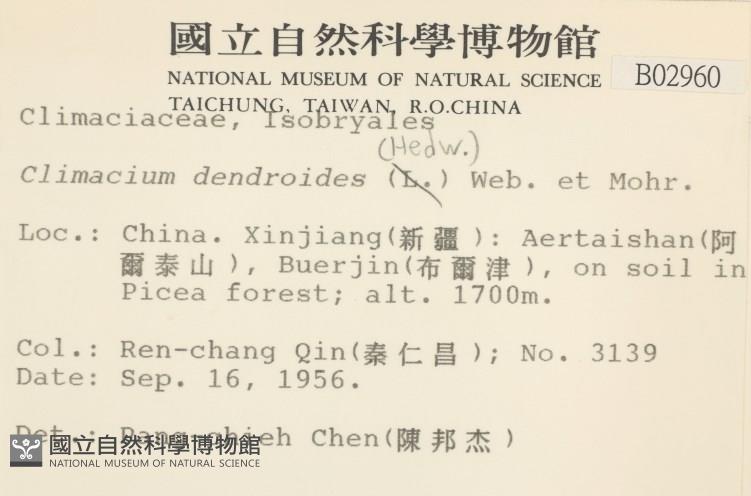 國立自然科學博物館
NATIONAL MUSEUM OF NATURAL SCIENCE
B02960
TAICHUNG, TAIWAN, R.O.CHINA
Climaciaceae, Isobryales
(Hedw.)
Climacium dendroides (L.) Web. et Mohr.
Loc.: China. Xinjiang(新疆): Aertaishan(阿
爾泰山), Buerjin(布爾津), on soil in
Picea forest; alt. 1700m.
Col.: Ren-chang Qin(秦仁昌); No. 3139
Date: Sep. 16, 1956.
Det.: Pang-chieh Chen(陳邦杰)
國立自然科學博物館
NATIONAL MUSEUM OF NATURAL SCIENCE